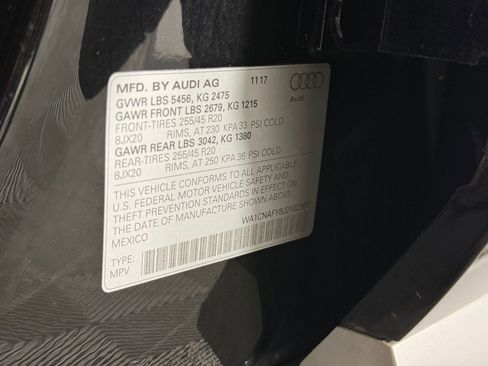 MFD. BY AUDI AG 11·17
GVWR LBS 5456, KG 2475
GAWR FRONT LBS 2679, KG 1215
FRONT-TIRES 255/45 R20
8JX20 RIMS, AT 230 KPA 33 PSI COLD
GAWR REAR LBS 3042, KG 1380
REAR-TIRES 255/45 R20
8JX20 RIMS, AT 250 KPA 36 PSI COLD
THIS VEHICLE CONFORMS TO ALL APPLICABLE
U.S. FEDERAL MOTOR VEHICLE SAFETY AND
THEFT PREVENTION STANDARDS IN EFFECT ON
THE DATE OF MANUFACTURE SHOWN ABOVE.
MEXICO
TYPE:
MPV
Audi